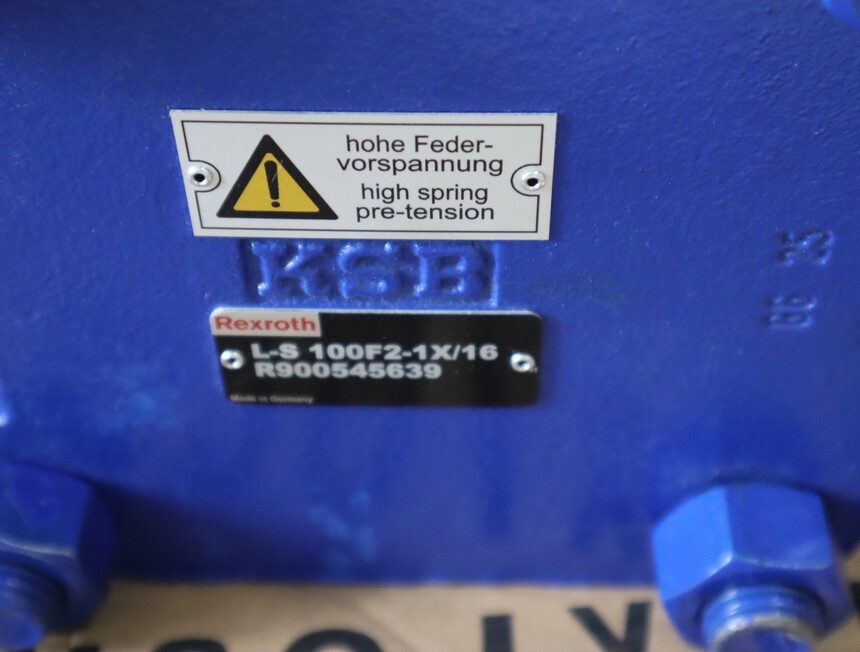 hohe Feder-
vorspannung
high spring
pre-tension
KSB
Rexroth
L-S 100F2-1X/16
R900545639
Made in Germany